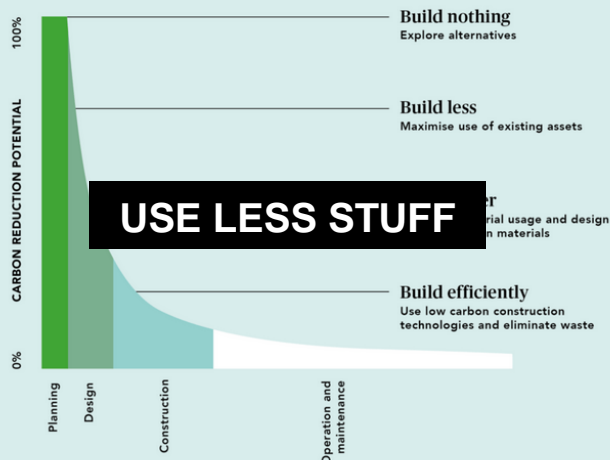 100%
Build nothing
Explore alternatives
Build less
Maximise use of existing assets
CARBON REDUCTION POTENTIAL
USE LESS STUFF
usage and design
materials
Build efficiently
Use low carbon construction
technologies and eliminate waste
0%
Planning
Design
Construction
Operation and
maintenance